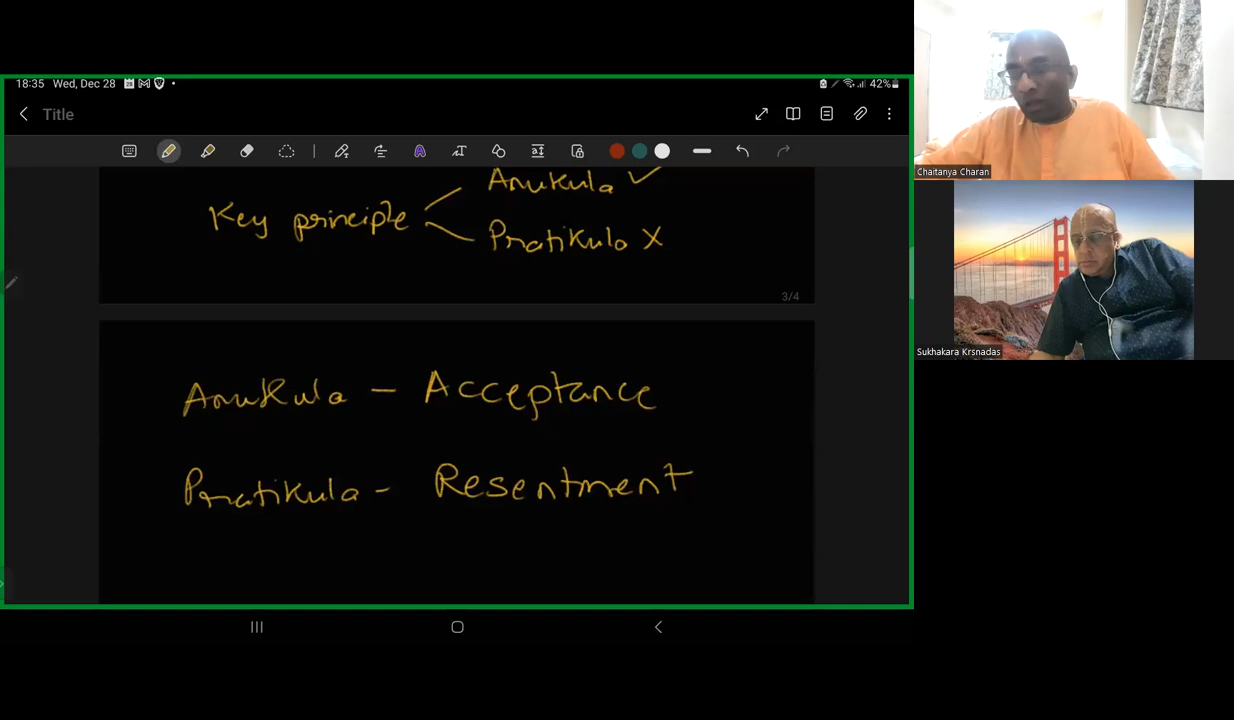 18:35 Wed, Dec 28
42%
Title
Anukula ✓
Key principle
Pratikula X
3/4
Anukula - Acceptance
Pratikula - Resentment
Chaitanya Charan
Sukhakara Krsnadas